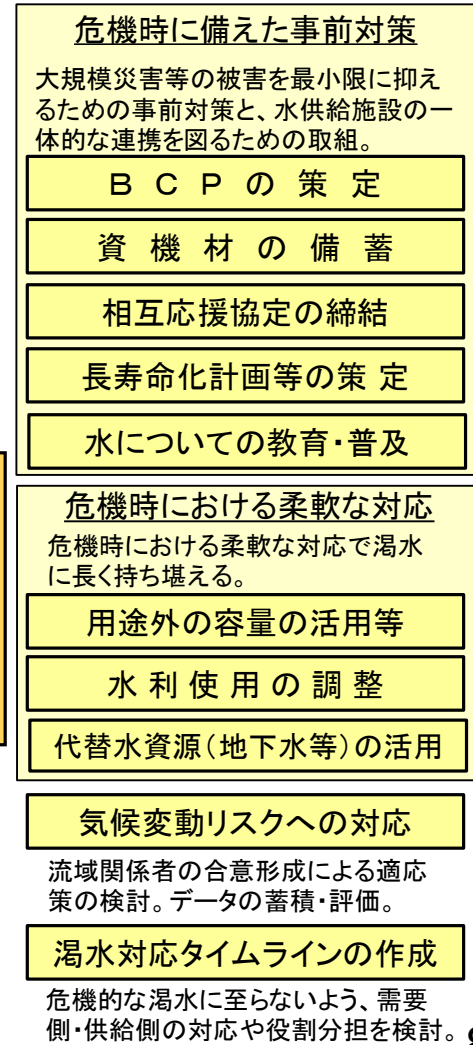 危機時に備えた事前対策
大規模災害等の被害を最小限に抑え
るための事前対策と、水供給施設の一
体的な連携を図るための取組。
ＢＣＰの策定
資機材の備蓄
相互応援協定の締結
長寿命化計画等の策 定
水についての教育・普及
危機時における柔軟な対応
危機時における柔軟な対応で渇水
に長く持ち堪える。
用途外の容量の活用等
水利使用の調整
代替水資源（地下水等）の活用
気候変動リスクへの対応
流域関係者の合意形成による適応
策の検討。データの蓄積・評価。
渇水対応タイムラインの作成
危機的な渇水に至らないよう、需要
側・供給側の対応や役割分担を検討。